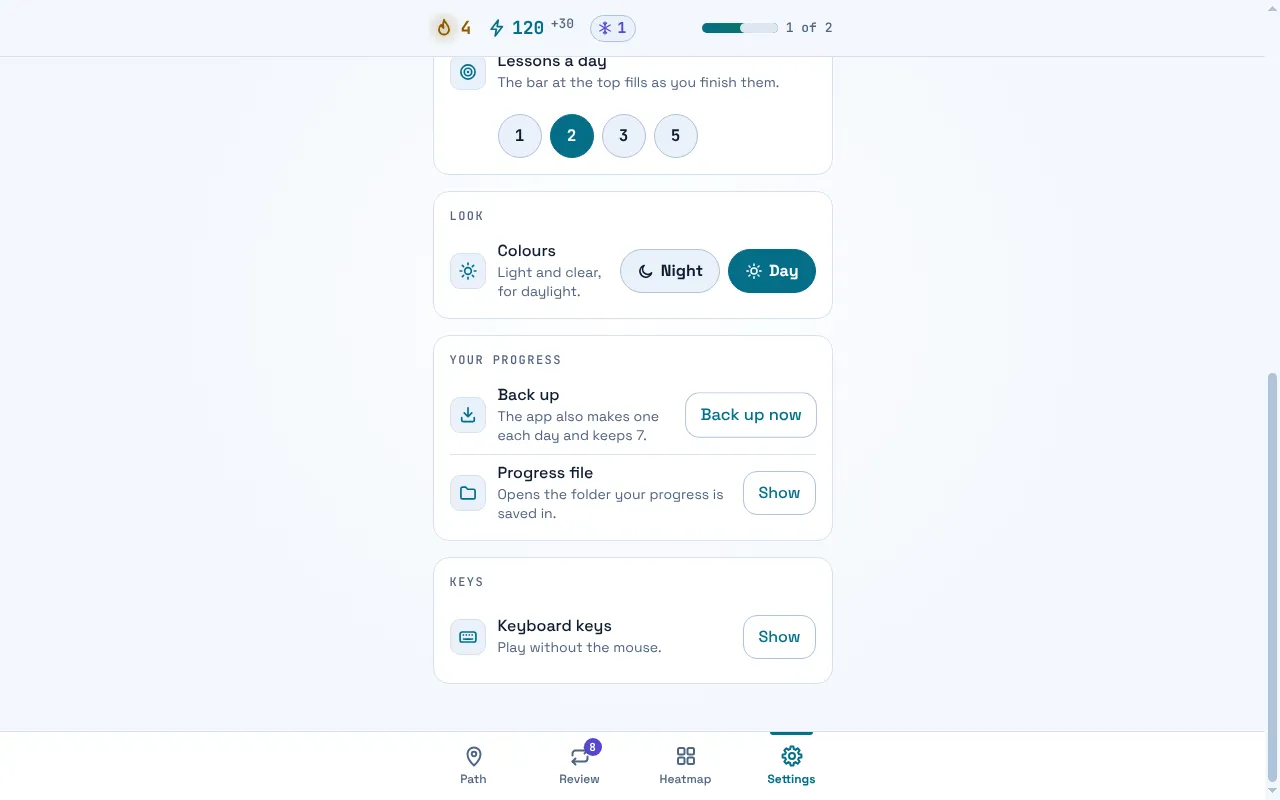 4 120 +30 1 1 of 2
Lessons a day
The bar at the top fills as you finish them.
1 2 3 5
LOOK
Colours
Light and clear,
for daylight.
Night Day
YOUR PROGRESS
Back up
The app also makes one
each day and keeps 7.
Back up now
Progress file
Opens the folder your progress is
saved in.
Show
KEYS
Keyboard keys
Play without the mouse.
Show
8
Path Review Heatmap Settings